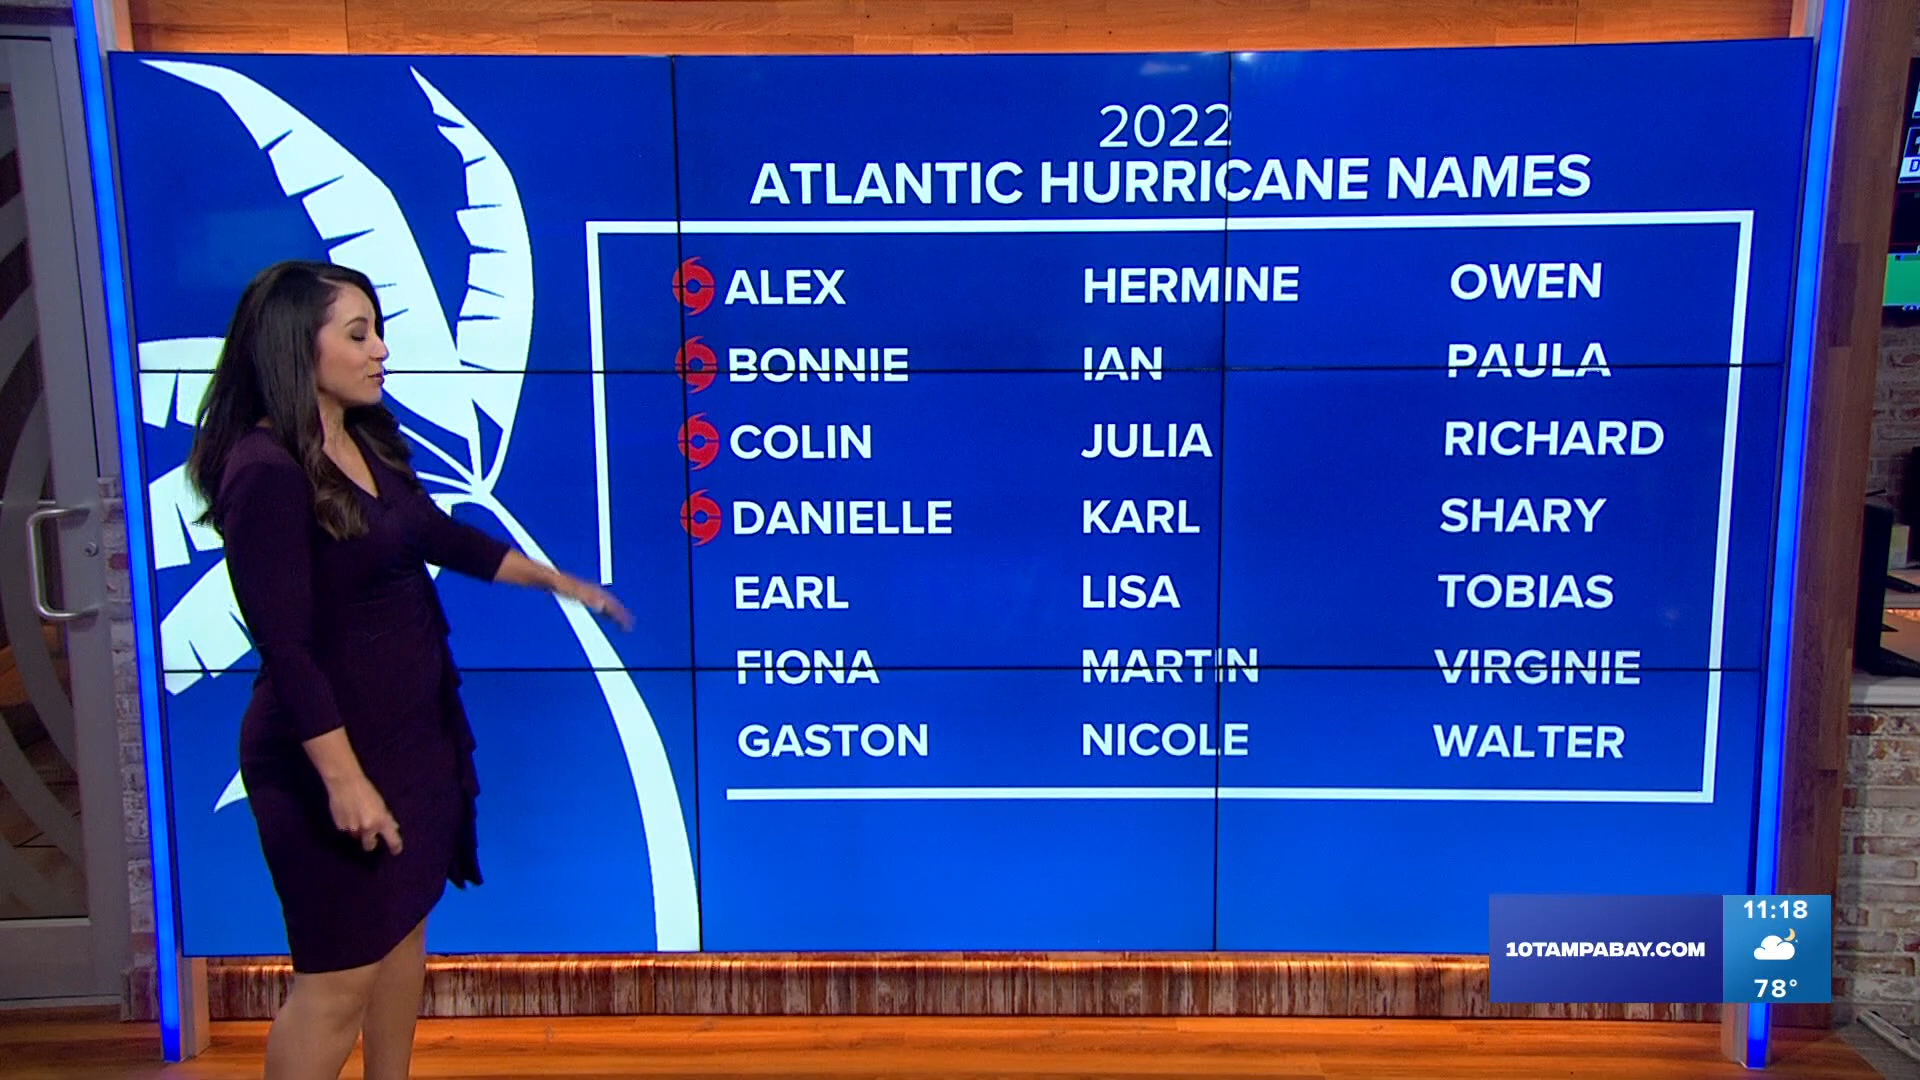 2022
ATLANTIC HURRICANE NAMES
ALEX HERMINE OWEN
BONNIE IAN PAULA
COLIN JULIA RICHARD
DANIELLE KARL SHARY
EARL LISA TOBIAS
FIONA MARTIN VIRGINIE
GASTON NICOLE WALTER
11:18
10TAMPABAY.COM
78°